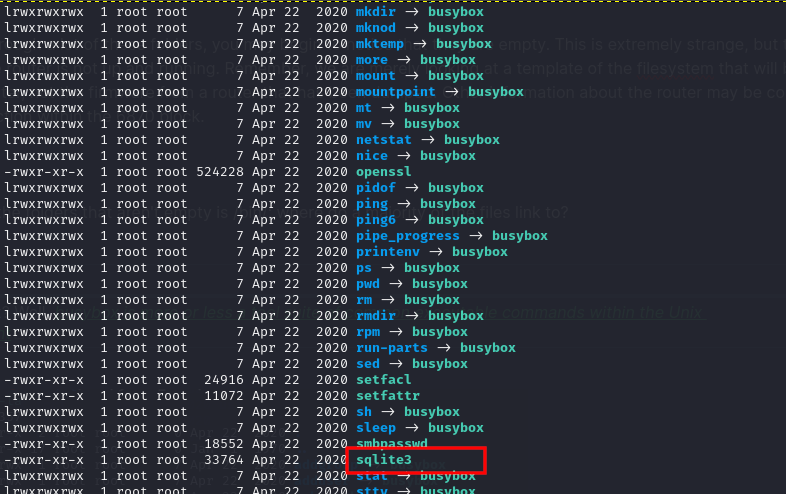 lrwxrwxrwx 1 root root 7 Apr 22 2020 mkdir -> busybox
lrwxrwxrwx 1 root root 7 Apr 22 2020 mknod -> busybox
lrwxrwxrwx 1 root root 7 Apr 22 2020 mktemp -> busybox
lrwxrwxrwx 1 root root 7 Apr 22 2020 more -> busybox
lrwxrwxrwx 1 root root 7 Apr 22 2020 mount -> busybox
lrwxrwxrwx 1 root root 7 Apr 22 2020 mountpoint -> busybox
lrwxrwxrwx 1 root root 7 Apr 22 2020 mt -> busybox
lrwxrwxrwx 1 root root 7 Apr 22 2020 mv -> busybox
lrwxrwxrwx 1 root root 7 Apr 22 2020 netstat -> busybox
lrwxrwxrwx 1 root root 7 Apr 22 2020 nice -> busybox
-rwxr-xr-x 1 root root 524228 Apr 22 2020 openssl
lrwxrwxrwx 1 root root 7 Apr 22 2020 pidof -> busybox
lrwxrwxrwx 1 root root 7 Apr 22 2020 ping -> busybox
lrwxrwxrwx 1 root root 7 Apr 22 2020 ping6 -> busybox
lrwxrwxrwx 1 root root 7 Apr 22 2020 pipe_progress -> busybox
lrwxrwxrwx 1 root root 7 Apr 22 2020 printenv -> busybox
lrwxrwxrwx 1 root root 7 Apr 22 2020 ps -> busybox
lrwxrwxrwx 1 root root 7 Apr 22 2020 pwd -> busybox
lrwxrwxrwx 1 root root 7 Apr 22 2020 rm -> busybox
lrwxrwxrwx 1 root root 7 Apr 22 2020 rmdir -> busybox
lrwxrwxrwx 1 root root 7 Apr 22 2020 rpm -> busybox
lrwxrwxrwx 1 root root 7 Apr 22 2020 run-parts -> busybox
lrwxrwxrwx 1 root root 7 Apr 22 2020 sed -> busybox
-rwxr-xr-x 1 root root 24916 Apr 22 2020 setfacl
-rwxr-xr-x 1 root root 11072 Apr 22 2020 setfattr
lrwxrwxrwx 1 root root 7 Apr 22 2020 sh -> busybox
lrwxrwxrwx 1 root root 7 Apr 22 2020 sleep -> busybox
-rwxr-xr-x 1 root root 18552 Apr 22 2020 smbpasswd
-rwxr-xr-x 1 root root 33764 Apr 22 2020 sqlite3
lrwxrwxrwx 1 root root 7 Apr 22 2020 stat -> busybox
lrwxrwxrwx 1 root root 7 Apr 22 2020 stty -> busybox